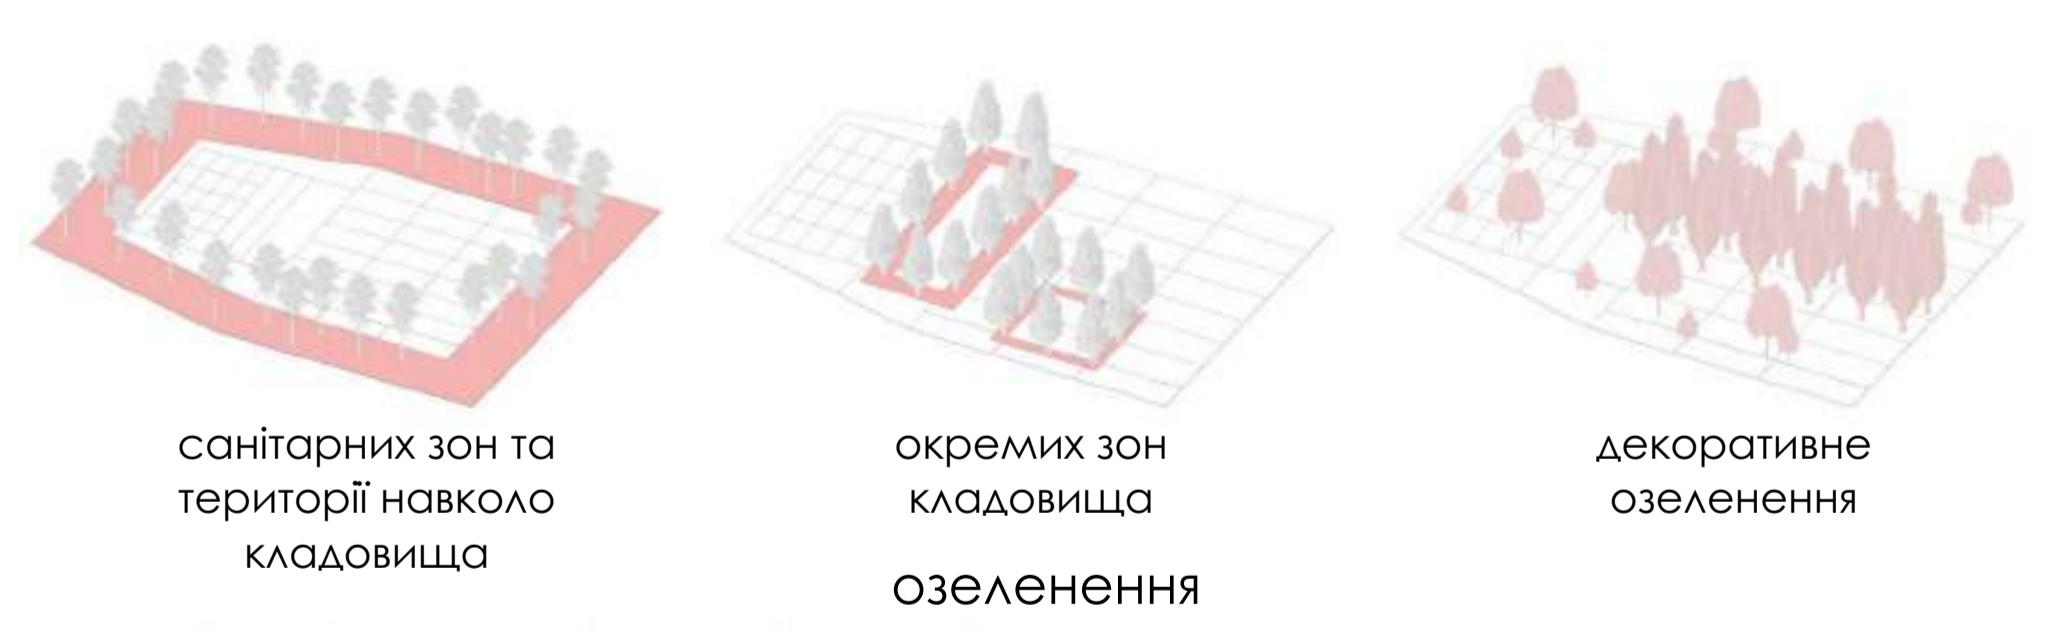 санітарних зон та
території навколо
кладовища
окремих зон
кладовища
декоративне
озеленення
озеленення